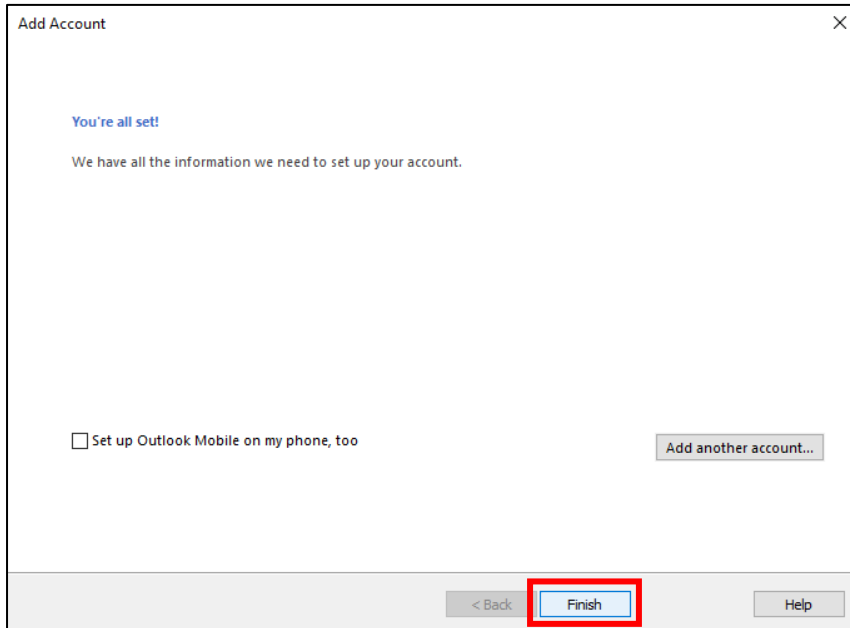 Add Account
You're all set!
We have all the information we need to set up your account.
Set up Outlook Mobile on my phone, too
Add another account...
< Back Finish Help